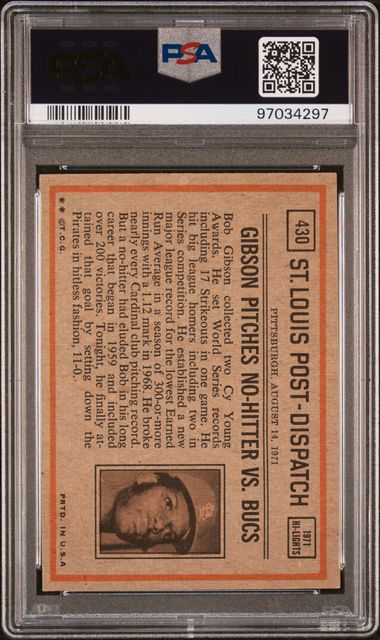 PSA
97034297
430
ST. LOUIS POST-DISPATCH
1971
HI-LIGHTS
PITTSBURGH AUGUST 14, 1971
GIBSON PITCHES NO-HITTER VS. BUCS
Bob Gibson collected two Cy Young
Awards. He set World Series records
including 17 Strikeouts in one game. He
hit big league homers including two in
Series competition. He established a new
major league record for the lowest Earned
Run Average in a season of 300-or-more
innings with a 1.12 mark in 1968. He broke
nearly every Cardinal club pitching record.
But a no-hitter had eluded Bob in his long
career that began in 1959 and included
over 200 victories. Tonight, he finally at-
tained that goal by setting down the
Pirates in hitless fashion, 11-0.
* * © T.C.G.
PRTD. IN U.S.A